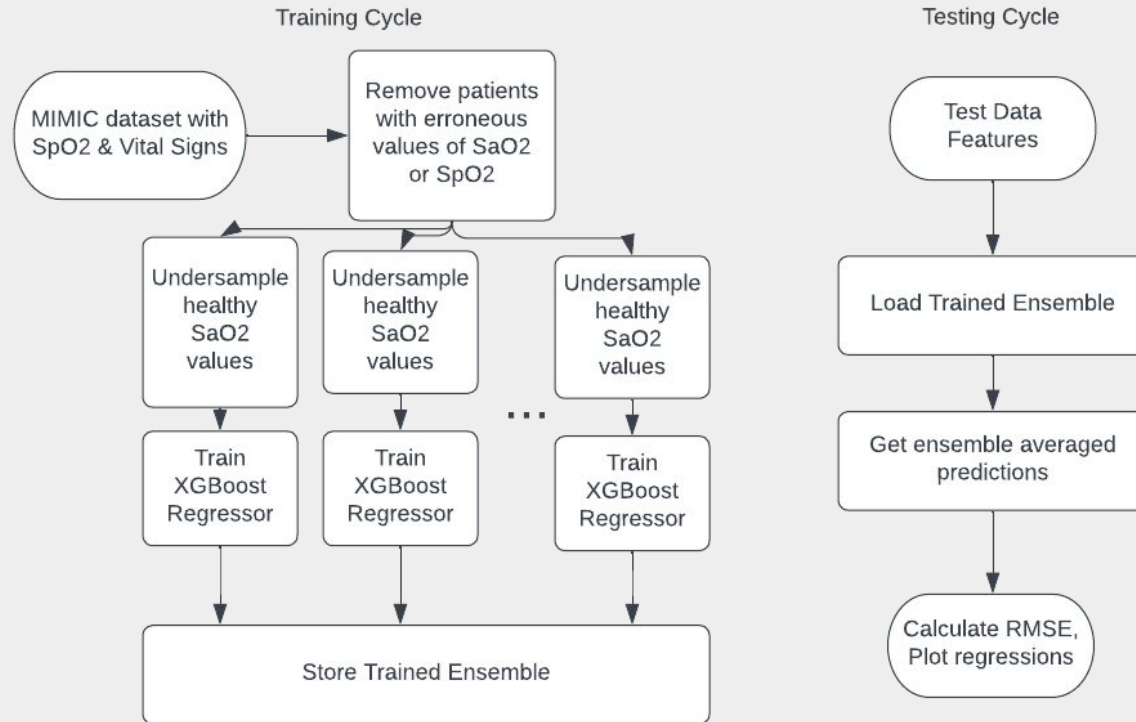 Training Cycle
Testing Cycle
MIMIC dataset with
SpO2 & Vital Signs
Remove patients
with erroneous
values of SaO2
or SpO2
Undersample
healthy
SaO2
values
Undersample
healthy
SaO2
values
Undersample
healthy
SaO2
values
...
Train
XGBoost
Regressor
Train
XGBoost
Regressor
Train
XGBoost
Regressor
Store Trained Ensemble
Test Data
Features
Load Trained Ensemble
Get ensemble averaged
predictions
Calculate RMSE,
Plot regressions